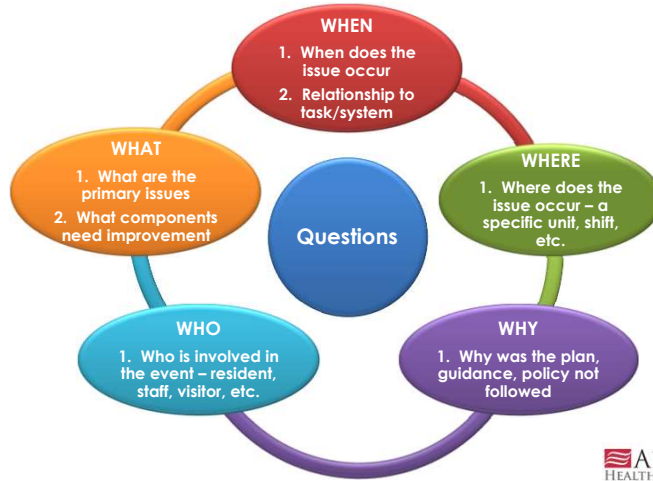 WHEN
1. When does the
issue occur
2. Relationship to
task/system
WHAT
1. What are the
primary issues
2. What components
need improvement
WHERE
1. Where does the
issue occur – a
specific unit, shift,
etc.
Questions
WHO
1. Who is involved in
the event – resident,
staff, visitor, etc.
WHY
1. Why was the plan,
guidance, policy not
followed
A
HEALTH